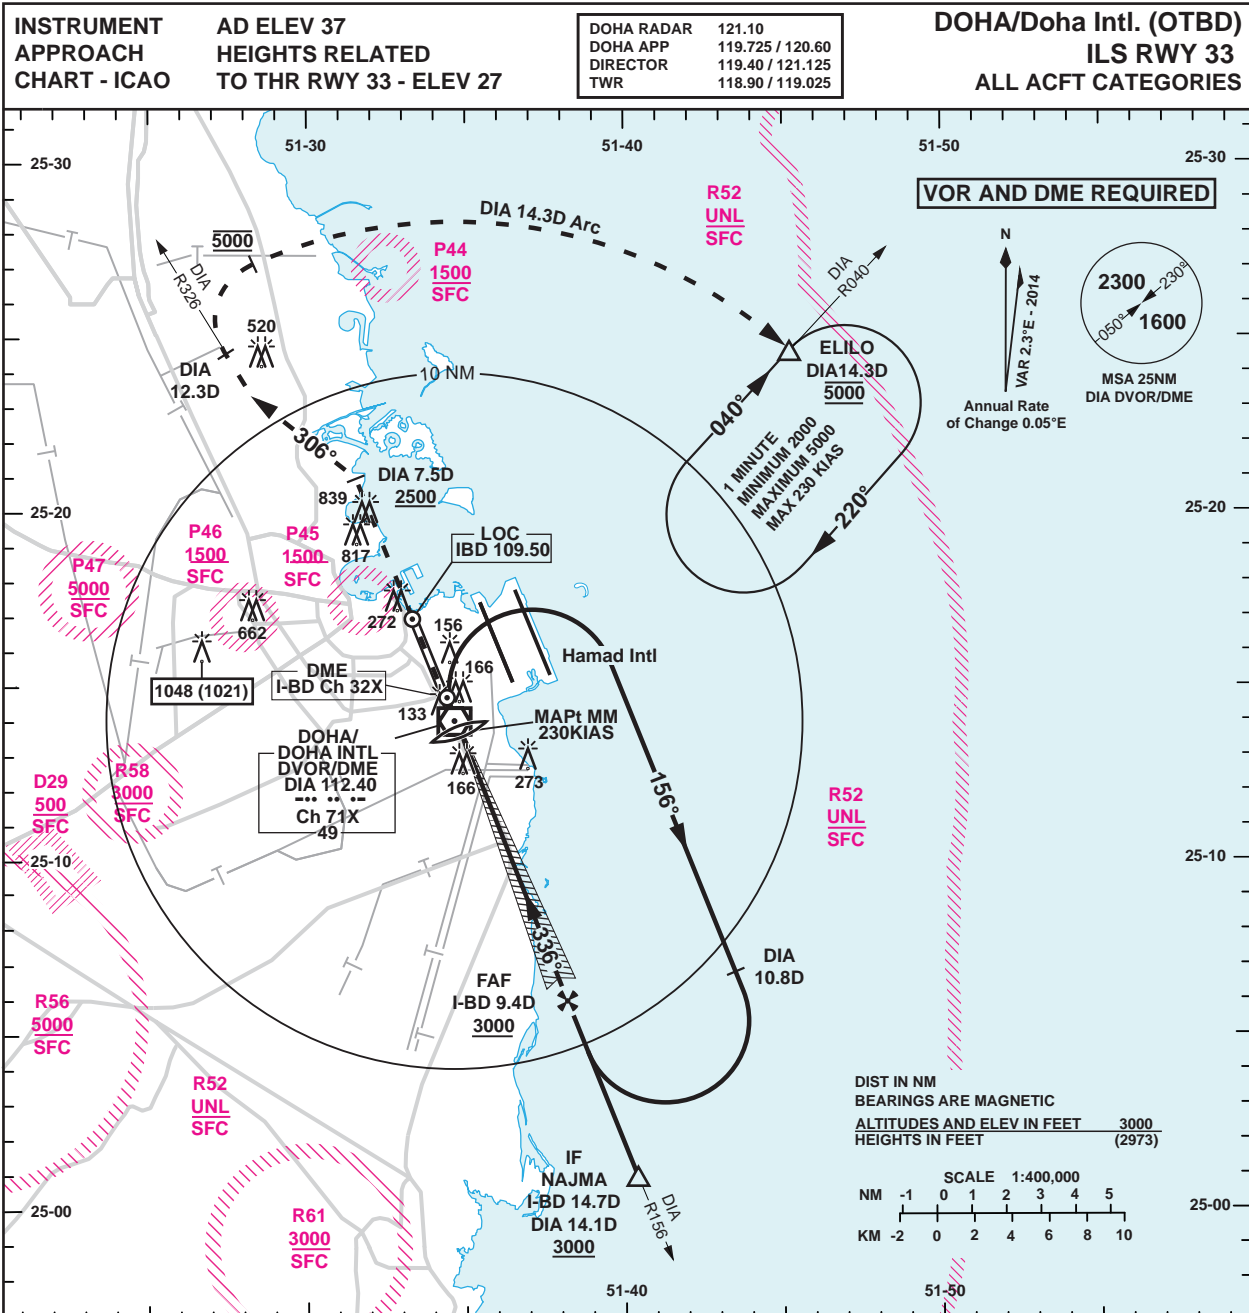 INSTRUMENT
APPROACH
CHART - ICAO
AD ELEV 37
HEIGHTS RELATED
TO THR RWY 33 - ELEV 27
DOHA RADAR 121.10
DOHA APP 119.725 / 120.60
DIRECTOR 119.40 / 121.125
TWR 118.90 / 119.025
DOHA/Doha Intl. (OTBD)
ILS RWY 33
ALL ACFT CATEGORIES
51-30
51-40
51-50
25-30
25-30
VOR AND DME REQUIRED
R52
UNL
SFC
DIA 14.3D Arc
5000
P44
1500
SFC
DIA
R326
DIA
R040
N
VAR 2.3°E - 2014
Annual Rate
of Change 0.05°E
2300
230°
050°
1600
MSA 25NM
DIA DVOR/DME
520
DIA
12.3D
ELILO
DIA14.3D
5000
10 NM
040°
1 MINUTE
MINIMUM 2000
MAXIMUM 5000
MAX 230 KIAS
220°
306°
DIA 7.5D
2500
839
817
25-20
25-20
P46
1500
SFC
P45
1500
SFC
P47
5000
SFC
LOC
IBD 109.50
272
662
156
166
Hamad Intl
1048 (1021)
DME
I-BD Ch 32X
133
MAPt MM
230KIAS
DOHA/
DOHA INTL
DVOR/DME
DIA 112.40
-•• •• •-
Ch 71X
49
166
273
156°
D29
500
SFC
R58
3000
SFC
R52
UNL
SFC
25-10
25-10
336°
DIA
10.8D
FAF
I-BD 9.4D
3000
R56
5000
SFC
R52
UNL
SFC
DIST IN NM
BEARINGS ARE MAGNETIC
ALTITUDES AND ELEV IN FEET 3000
HEIGHTS IN FEET (2973)
IF
NAJMA
I-BD 14.7D
DIA 14.1D
3000
DIA
R156
SCALE 1:400,000
NM -1 0 1 2 3 4 5
KM -2 0 2 4 6 8 10
25-00
25-00
R61
3000
SFC
51-30
51-40
51-50